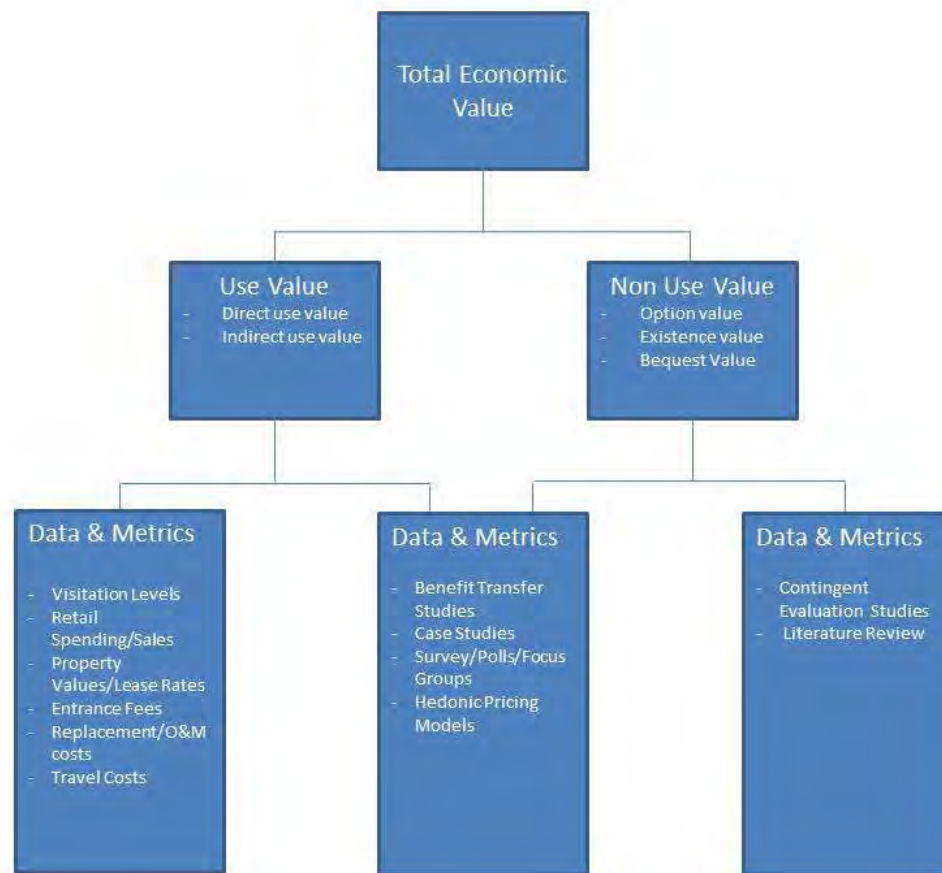 Total Economic
Value
Use Value
- Direct use value
- Indirect use value
Non Use Value
- Option value
- Existence value
- Bequest Value
Data & Metrics
- Visitation Levels
- Retail
Spending/Sales
- Property
Values/Lease Rates
- Entrance Fees
- Replacement/O&M
costs
- Travel Costs
Data & Metrics
- Benefit Transfer
Studies
- Case Studies
- Survey/Polls/Focus
Groups
- Hedonic Pricing
Models
Data & Metrics
- Contingent
Evaluation Studies
- Literature Review